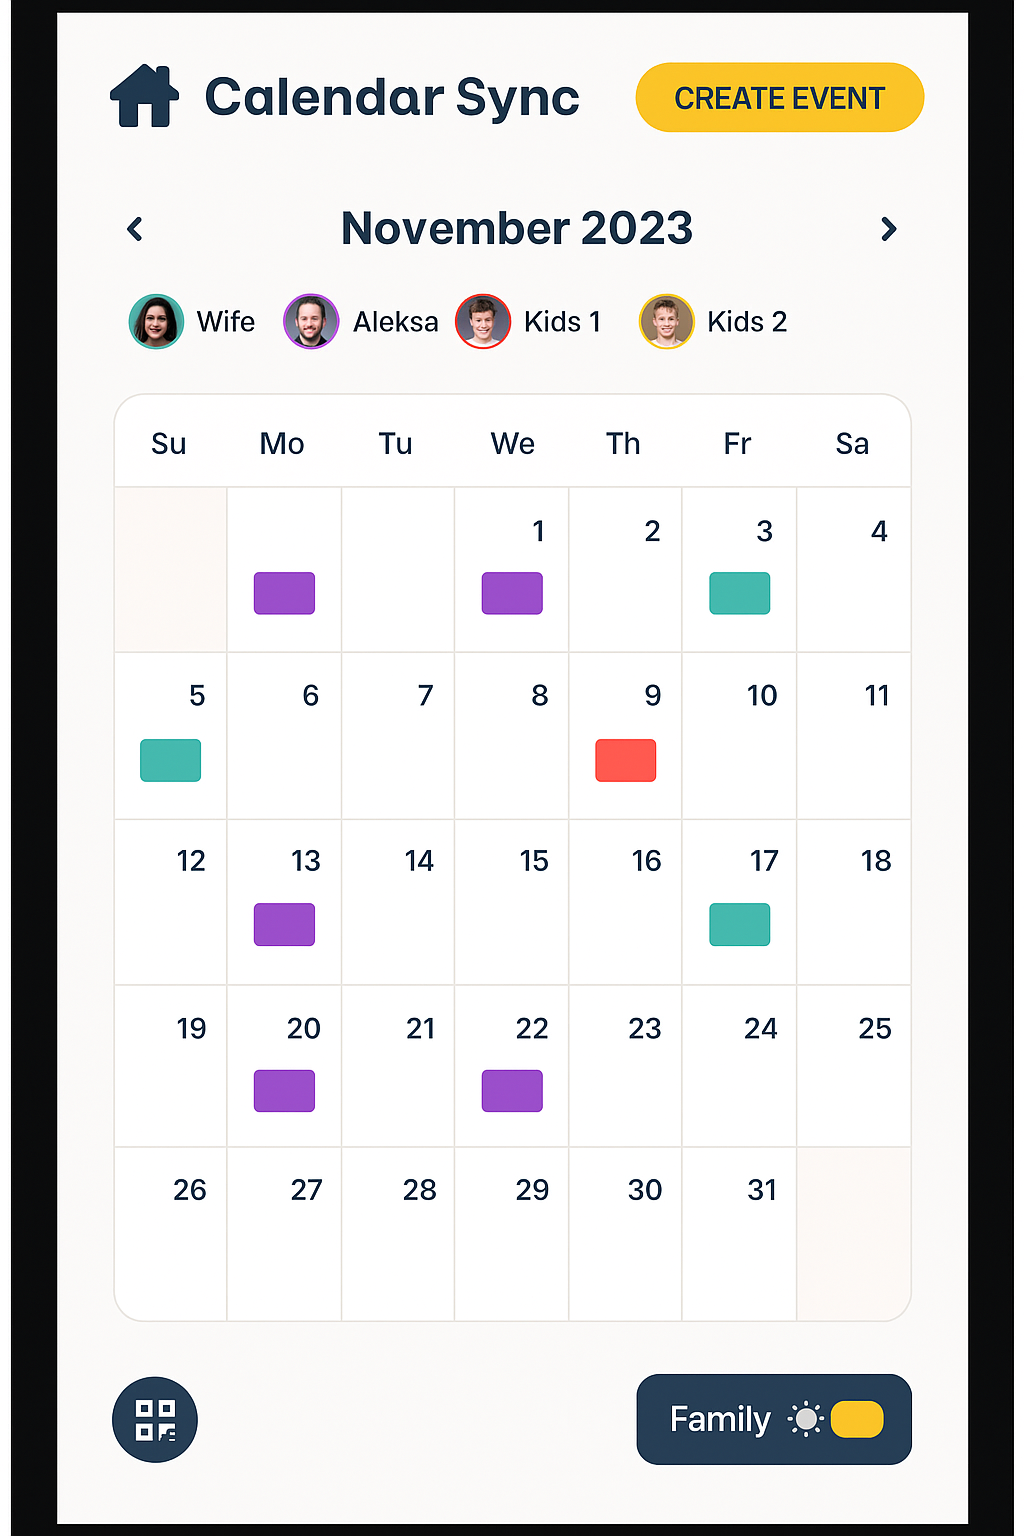 Calendar Sync CREATE EVENT
November 2023
Wife Aleksa Kids 1 Kids 2
Su Mo Tu We Th Fr Sa
1 2 3 4
5 6 7 8 9 10 11
12 13 14 15 16 17 18
19 20 21 22 23 24 25
26 27 28 29 30 31
Family